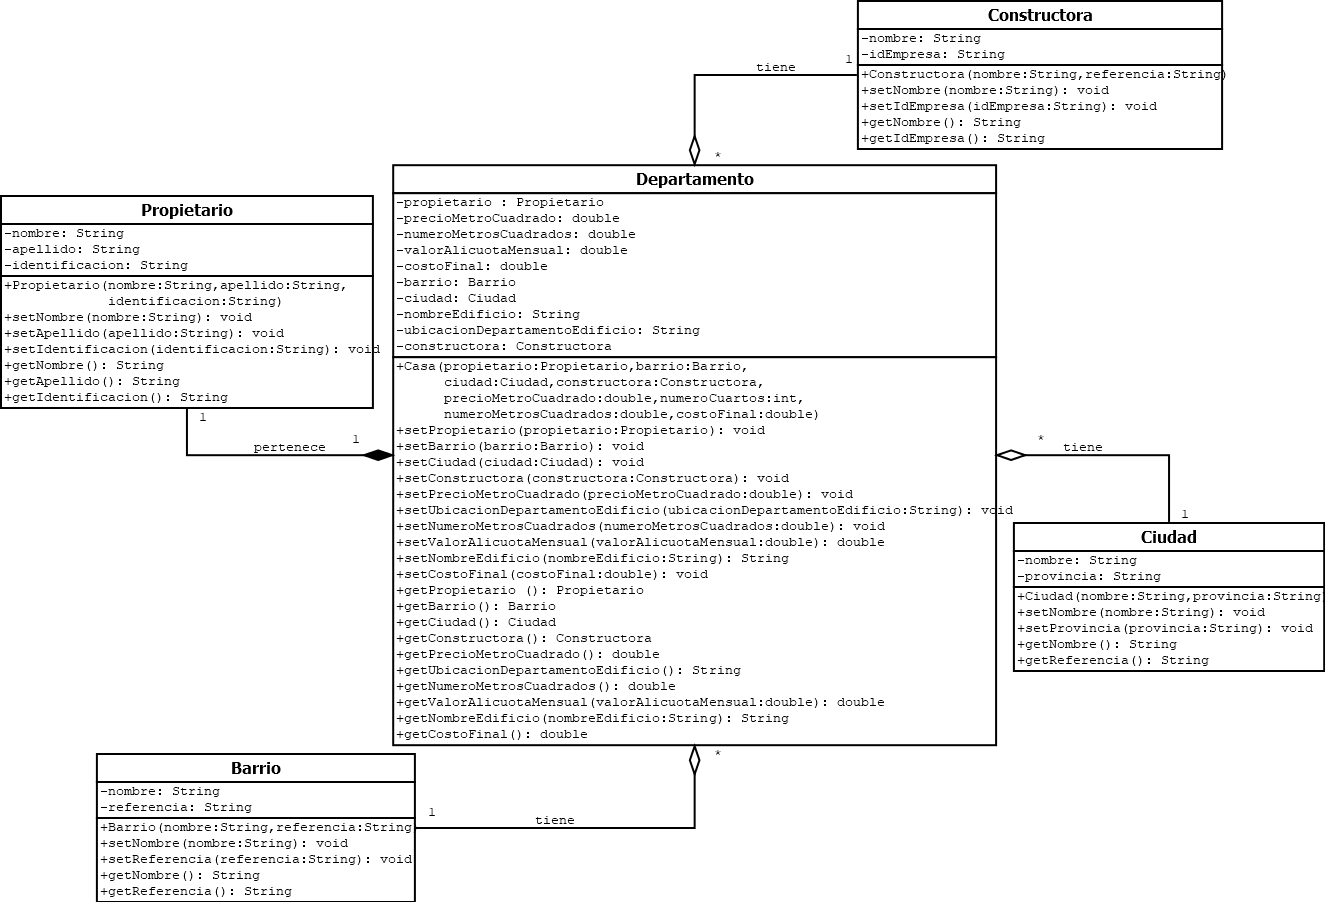 Constructora
-nombre: String
-idEmpresa: String
+Constructora(nombre:String,referencia:String)
+setNombre(nombre:String): void
+setIdEmpresa(idEmpresa:String): void
+getNombre(): String
+getIdEmpresa(): String
tiene
1
*
Departamento
-propietario : Propietario
-precioMetroCuadrado: double
-numeroMetrosCuadrados: double
-valorAlicuotaMensual: double
-costoFinal: double
-barrio: Barrio
-ciudad: Ciudad
-nombreEdificio: String
-ubicacionDepartamentoEdificio: String
-constructora: Constructora
+Casa(propietario:Propietario,barrio:Barrio,
ciudad:Ciudad,constructora:Constructora,
precioMetroCuadrado:double,numeroCuartos:int,
numeroMetrosCuadrados:double,costoFinal:double)
+setPropietario(propietario:Propietario): void
+setBarrio(barrio:Barrio): void
+setCiudad(ciudad:Ciudad): void
+setConstructora(constructora:Constructora): void
+setPrecioMetroCuadrado(precioMetroCuadrado:double): void
+setUbicacionDepartamentoEdificio(ubicacionDepartamentoEdificio:String): void
+setNumeroMetrosCuadrados(numeroMetrosCuadrados:double): void
+setValorAlicuotaMensual(valorAlicuotaMensual:double): double
+setNombreEdificio(nombreEdificio:String): String
+setCostoFinal(costoFinal:double): void
+getPropietario (): Propietario
+getBarrio(): Barrio
+getCiudad(): Ciudad
+getConstructora(): Constructora
+getPrecioMetroCuadrado(): double
+getUbicacionDepartamentoEdificio(): String
+getNumeroMetrosCuadrados(): double
+getValorAlicuotaMensual(valorAlicuotaMensual:double): double
+getNombreEdificio(nombreEdificio:String): String
+getCostoFinal(): double
Propietario
-nombre: String
-apellido: String
-identificacion: String
+Propietario(nombre:String,apellido:String,
identificacion:String)
+setNombre(nombre:String): void
+setApellido(apellido:String): void
+setIdentificacion(identificacion:String): void
+getNombre(): String
+getApellido(): String
+getIdentificacion(): String
1
pertenece
1
*
tiene
1
Ciudad
-nombre: String
-provincia: String
+Ciudad(nombre:String,provincia:String
+setNombre(nombre:String): void
+setProvincia(provincia:String): void
+getNombre(): String
+getReferencia(): String
Barrio
-nombre: String
-referencia: String
+Barrio(nombre:String,referencia:String
+setNombre(nombre:String): void
+setReferencia(referencia:String): void
+getNombre(): String
+getReferencia(): String
1
tiene
*